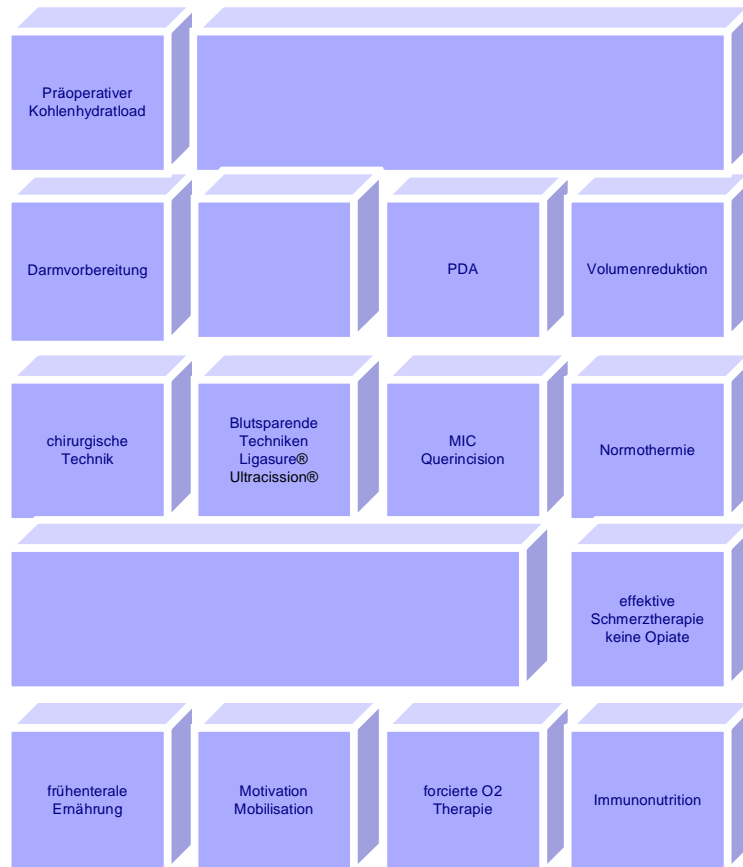 Präoperativer
Kohlenhydratload
Darmvorbereitung
PDA
Volumenreduktion
chirurgische
Technik
Blutsparende
Techniken
Ligasure®
Ultracission®
MIC
Querincision
Normothermie
effektive
Schmerztherapie
keine Opiate
frühenterale
Ernährung
Motivation
Mobilisation
forcierte O2
Therapie
Immunonutrition